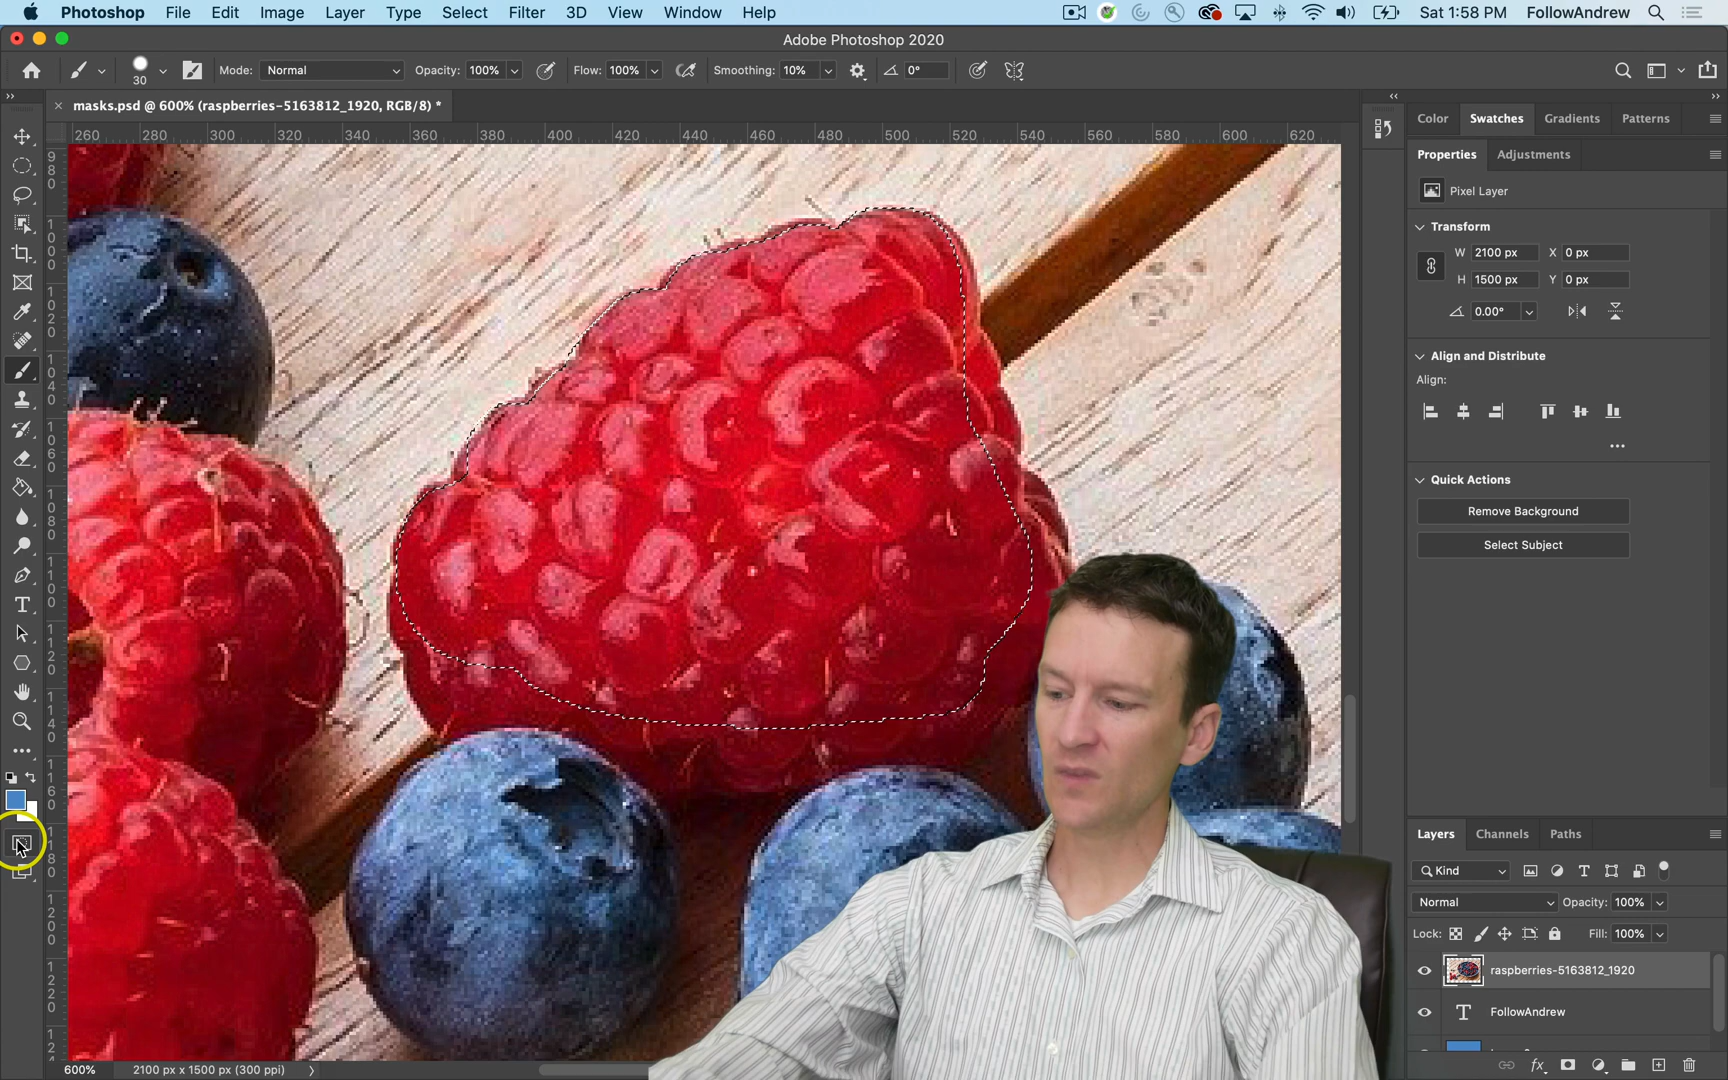 Photoshop File Edit Image Layer Type Select Filter 3D View Window Help Sat 1:58 PM FollowAndrew
Adobe Photoshop 2020
30 Mode: Normal Opacity: 100% Flow: 100% Smoothing: 10% 0°
masks.psd @ 600% (raspberries-5163812_1920, RGB/8) *
260 280 300 320 340 360 380 400 420 440 460 480 500 520 540 560 580 600 620
Color Swatches Gradients Patterns
Properties Adjustments
Pixel Layer
Transform
W 2100 px X 0 px
H 1500 px Y 0 px
0.00°
Align and Distribute
Align:
Quick Actions
Remove Background
Select Subject
Layers Channels Paths
Kind
Normal Opacity: 100%
Lock: Fill: 100%
raspberries-5163812_1920
T FollowAndrew
fx
600% 2100 px x 1500 px (300 ppi)